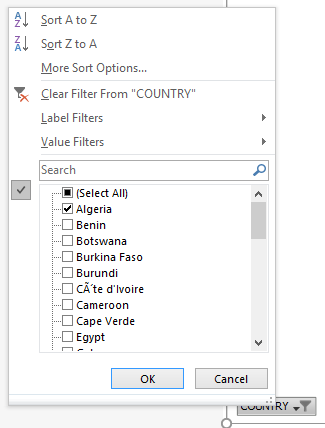 Sort A to Z
Sort Z to A
More Sort Options...
Clear Filter From "COUNTRY"
Label Filters
Value Filters
Search
(Select All)
Algeria
Benin
Botswana
Burkina Faso
Burundi
CÃ´te d'Ivoire
Cameroon
Cape Verde
Egypt
OK
Cancel
COUNTRY